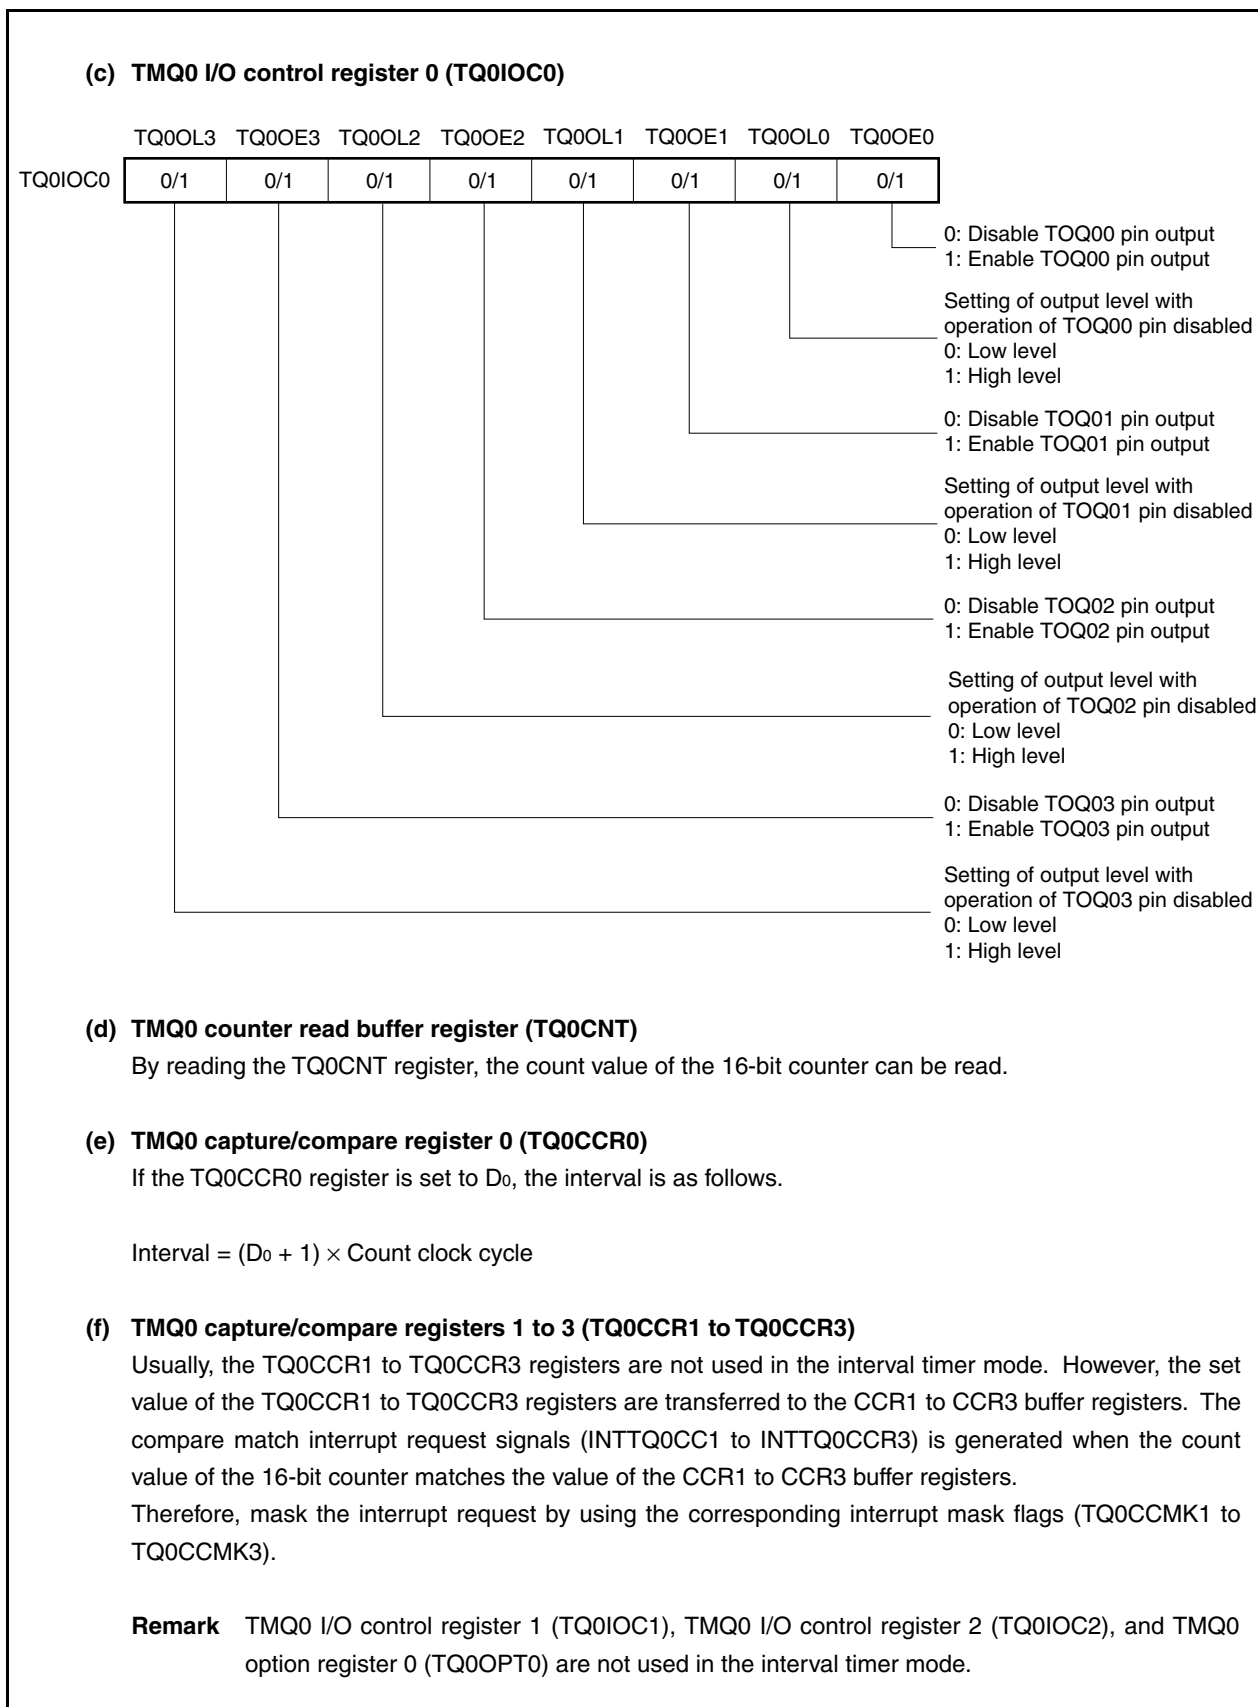 (c) TMQ0 I/O control register 0 (TQ0IOC0)
TQ0OL3 TQ0OE3 TQ0OL2 TQ0OE2 TQ0OL1 TQ0OE1 TQ0OL0 TQ0OE0
TQ0IOC0 0/1 0/1 0/1 0/1 0/1 0/1 0/1 0/1
0: Disable TOQ00 pin output
1: Enable TOQ00 pin output
Setting of output level with
operation of TOQ00 pin disabled
0: Low level
1: High level
0: Disable TOQ01 pin output
1: Enable TOQ01 pin output
Setting of output level with
operation of TOQ01 pin disabled
0: Low level
1: High level
0: Disable TOQ02 pin output
1: Enable TOQ02 pin output
Setting of output level with
operation of TOQ02 pin disabled
0: Low level
1: High level
0: Disable TOQ03 pin output
1: Enable TOQ03 pin output
Setting of output level with
operation of TOQ03 pin disabled
0: Low level
1: High level
(d) TMQ0 counter read buffer register (TQ0CNT)
By reading the TQ0CNT register, the count value of the 16-bit counter can be read.
(e) TMQ0 capture/compare register 0 (TQ0CCR0)
If the TQ0CCR0 register is set to D0, the interval is as follows.
Interval = (D0 + 1) × Count clock cycle
(f) TMQ0 capture/compare registers 1 to 3 (TQ0CCR1 to TQ0CCR3)
Usually, the TQ0CCR1 to TQ0CCR3 registers are not used in the interval timer mode. However, the set
value of the TQ0CCR1 to TQ0CCR3 registers are transferred to the CCR1 to CCR3 buffer registers. The
compare match interrupt request signals (INTTQ0CC1 to INTTQ0CCR3) is generated when the count
value of the 16-bit counter matches the value of the CCR1 to CCR3 buffer registers.
Therefore, mask the interrupt request by using the corresponding interrupt mask flags (TQ0CCMK1 to
TQ0CCMK3).
Remark TMQ0 I/O control register 1 (TQ0IOC1), TMQ0 I/O control register 2 (TQ0IOC2), and TMQ0
option register 0 (TQ0OPT0) are not used in the interval timer mode.